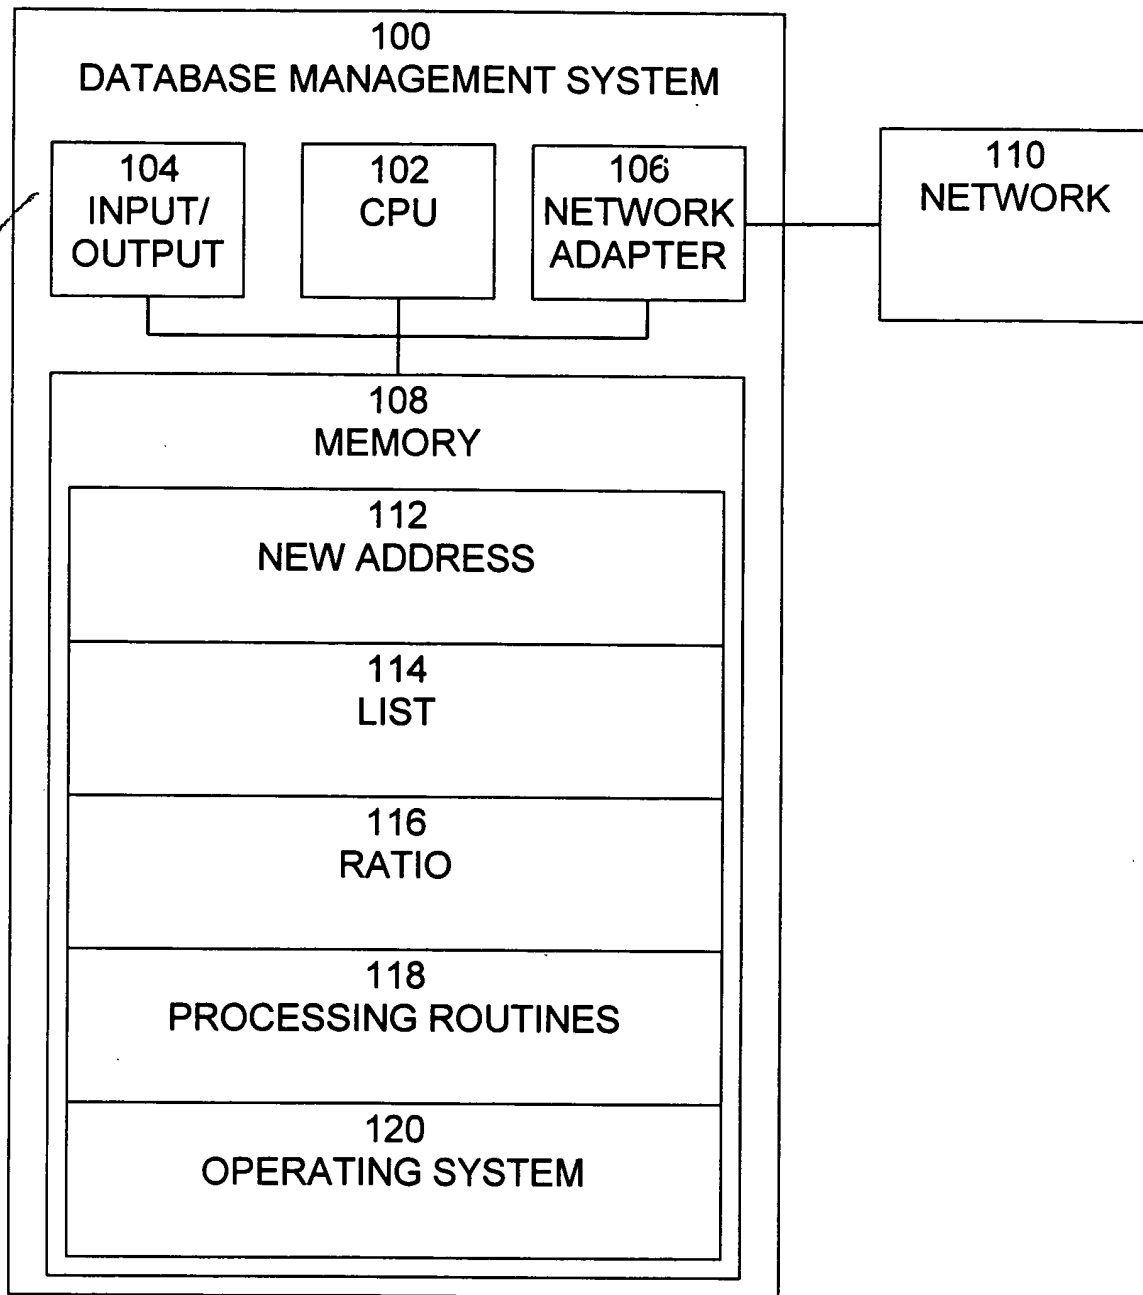 100
DATABASE MANAGEMENT SYSTEM
104
INPUT/
OUTPUT
102
CPU
106
NETWORK
ADAPTER
110
NETWORK
108
MEMORY
112
NEW ADDRESS
114
LIST
116
RATIO
118
PROCESSING ROUTINES
120
OPERATING SYSTEM